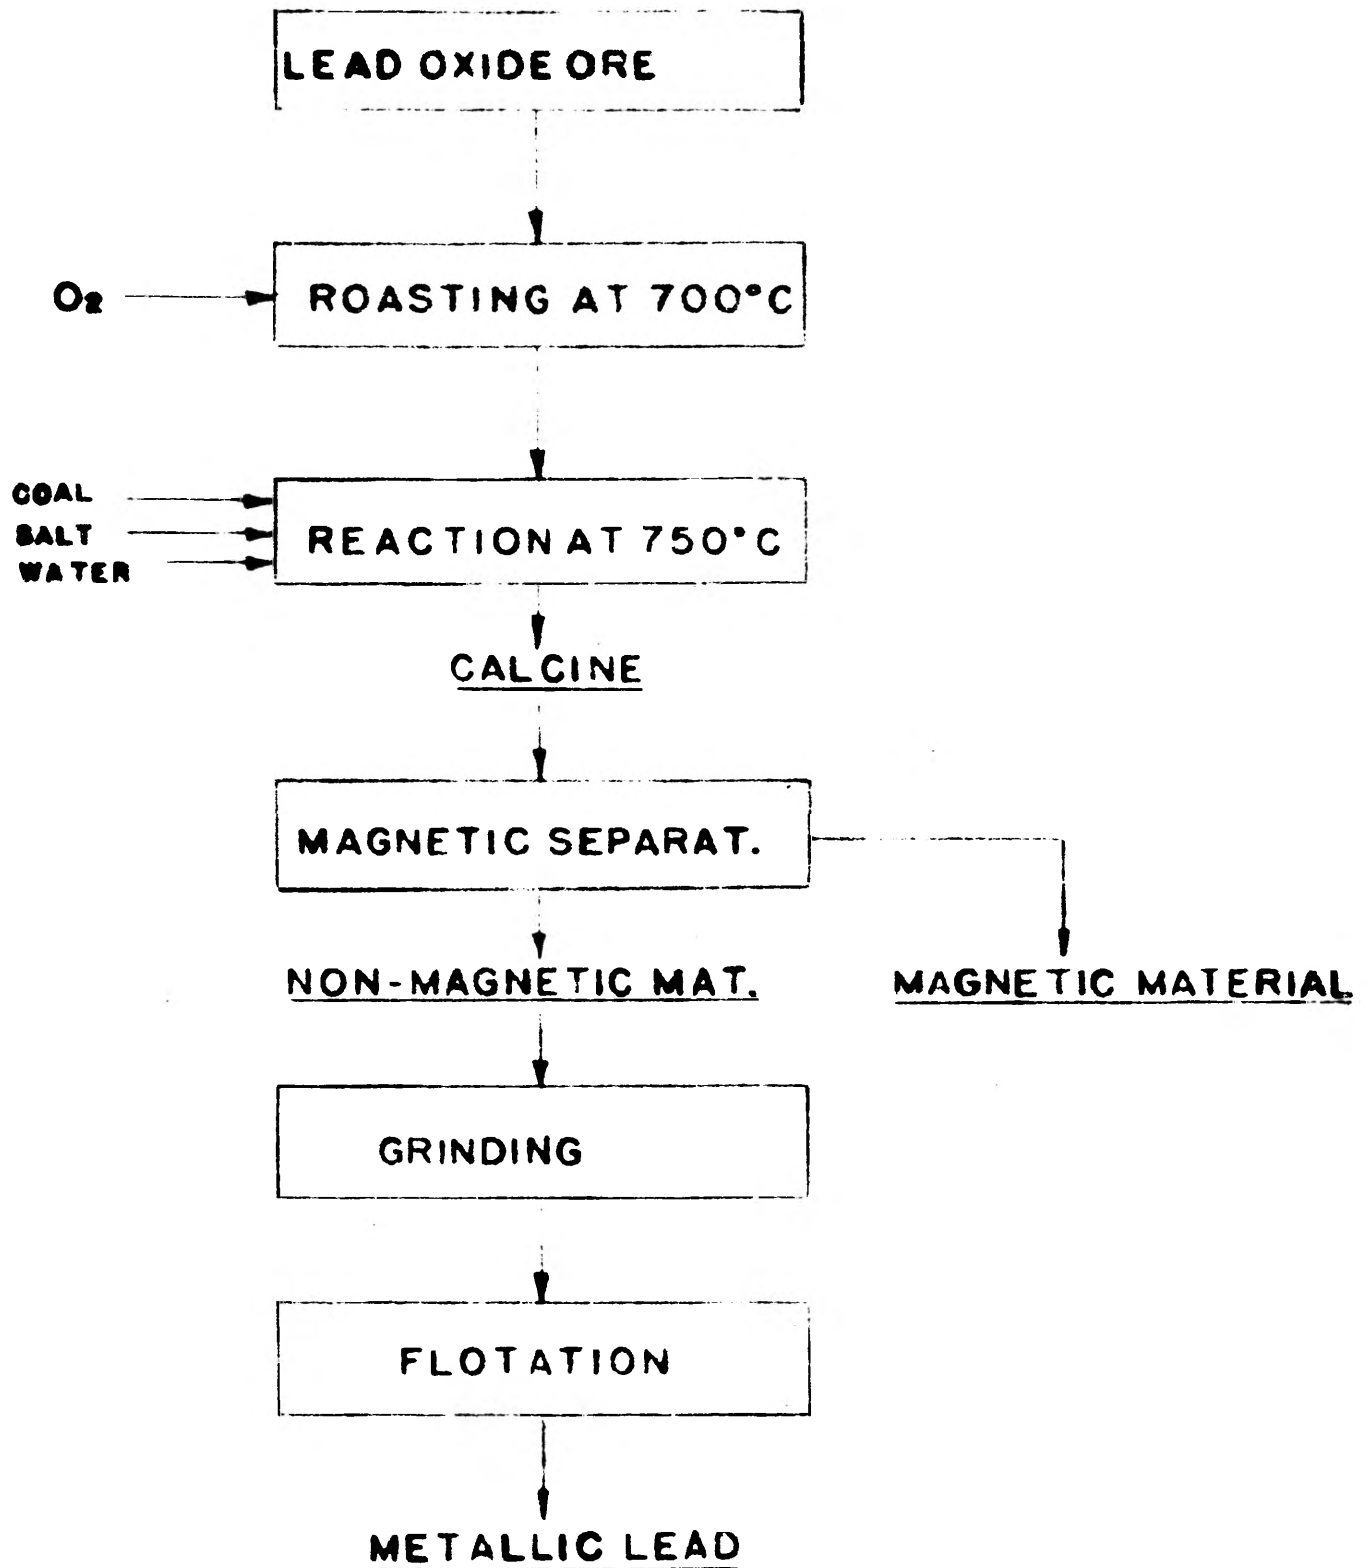 LEAD OXIDE ORE
O₂
ROASTING AT 700°C
COAL
SALT
WATER
REACTION AT 750°C
CALCINE
MAGNETIC SEPARAT.
NON-MAGNETIC MAT.
MAGNETIC MATERIAL
GRINDING
FLOTATION
METALLIC LEAD